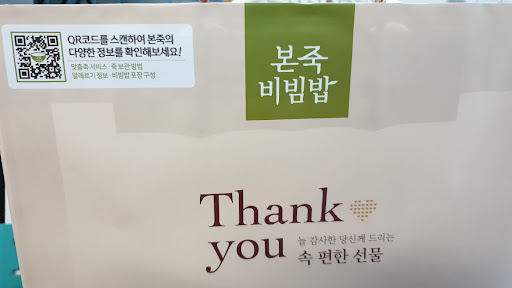 QR코드를 스캔하여 본죽의
다양한 정보를 확인해보세요!
맞춤죽 서비스 · 죽 보관 방법
알레르기 정보 · 비빔밥 포장 구성
본죽
비빔밥
Thank
you
늘 감사한 당신께 드리는
속 편한 선물